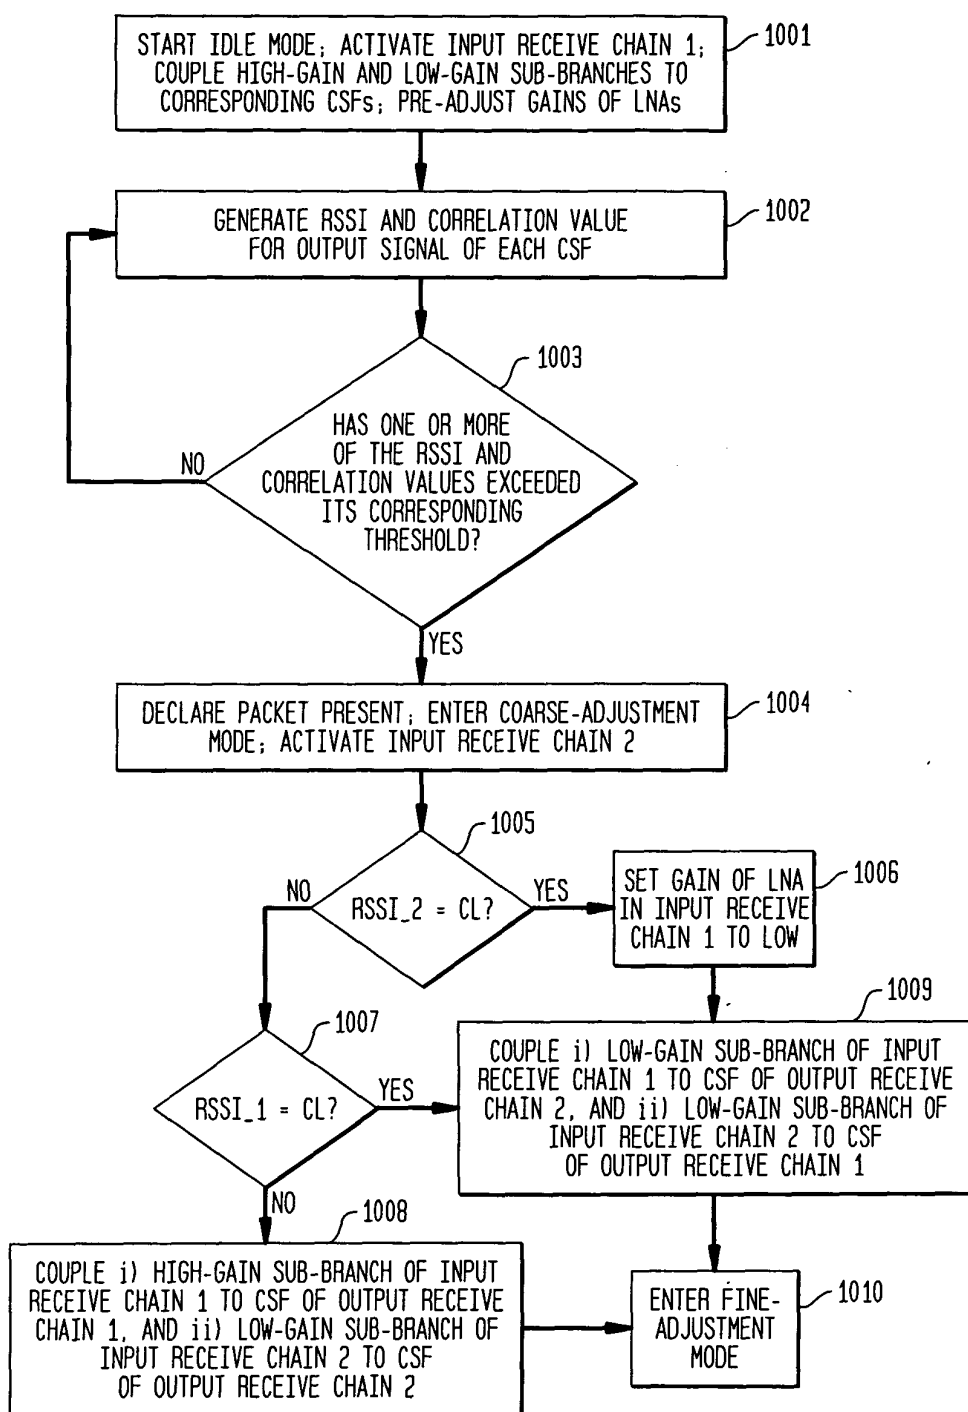 START IDLE MODE; ACTIVATE INPUT RECEIVE CHAIN 1;
COUPLE HIGH-GAIN AND LOW-GAIN SUB-BRANCHES TO
CORRESPONDING CSFs; PRE-ADJUST GAINS OF LNAs
1001
GENERATE RSSI AND CORRELATION VALUE
FOR OUTPUT SIGNAL OF EACH CSF
1002
1003
HAS ONE OR MORE
OF THE RSSI AND
CORRELATION VALUES EXCEEDED
ITS CORRESPONDING
THRESHOLD?
NO
YES
DECLARE PACKET PRESENT; ENTER COARSE-ADJUSTMENT
MODE; ACTIVATE INPUT RECEIVE CHAIN 2
1004
1005
RSSI_2 = CL?
NO
YES
SET GAIN OF LNA
IN INPUT RECEIVE
CHAIN 1 TO LOW
1006
1007
RSSI_1 = CL?
YES
NO
1009
COUPLE i) LOW-GAIN SUB-BRANCH OF INPUT
RECEIVE CHAIN 1 TO CSF OF OUTPUT RECEIVE
CHAIN 2, AND ii) LOW-GAIN SUB-BRANCH OF
INPUT RECEIVE CHAIN 2 TO CSF
OF OUTPUT RECEIVE CHAIN 1
1008
COUPLE i) HIGH-GAIN SUB-BRANCH OF INPUT
RECEIVE CHAIN 1 TO CSF OF OUTPUT RECEIVE
CHAIN 1, AND ii) LOW-GAIN SUB-BRANCH OF
INPUT RECEIVE CHAIN 2 TO CSF
OF OUTPUT RECEIVE CHAIN 2
ENTER FINE-
ADJUSTMENT
MODE
1010